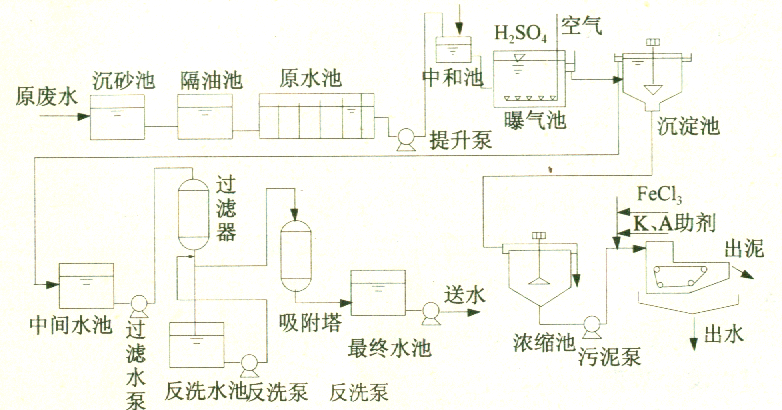 原废水
沉砂池
隔油池
原水池
提升泵
中和池
H₂SO₄
空气
曝气池
沉淀池
中间水池
过滤水泵
过滤器
反洗水池
反洗泵
反洗泵
吸附塔
最终水池
送水
浓缩池
污泥泵
FeCl₃
K、A助剂
出泥
出水